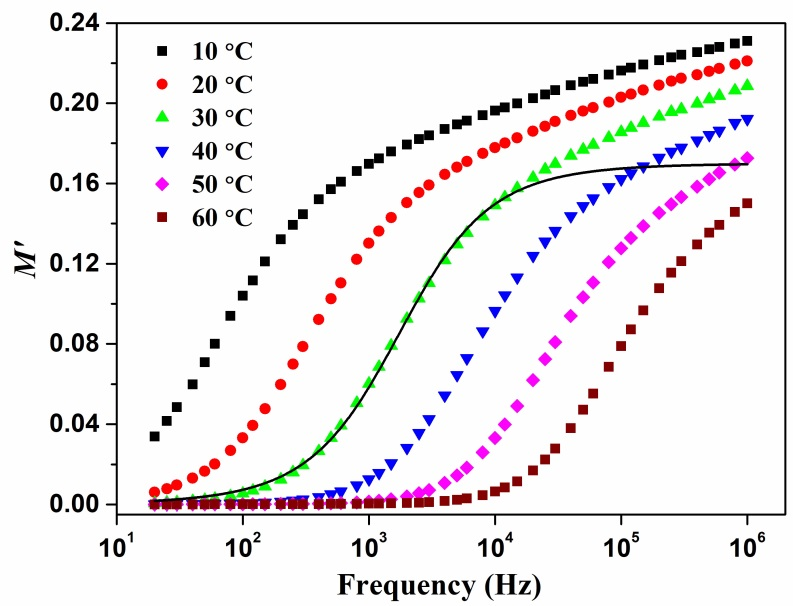 0.24
0.20
0.16
0.12
0.08
0.04
0.00
M'
10 °C
20 °C
30 °C
40 °C
50 °C
60 °C
10¹
10²
10³
10⁴
10⁵
10⁶
Frequency (Hz)